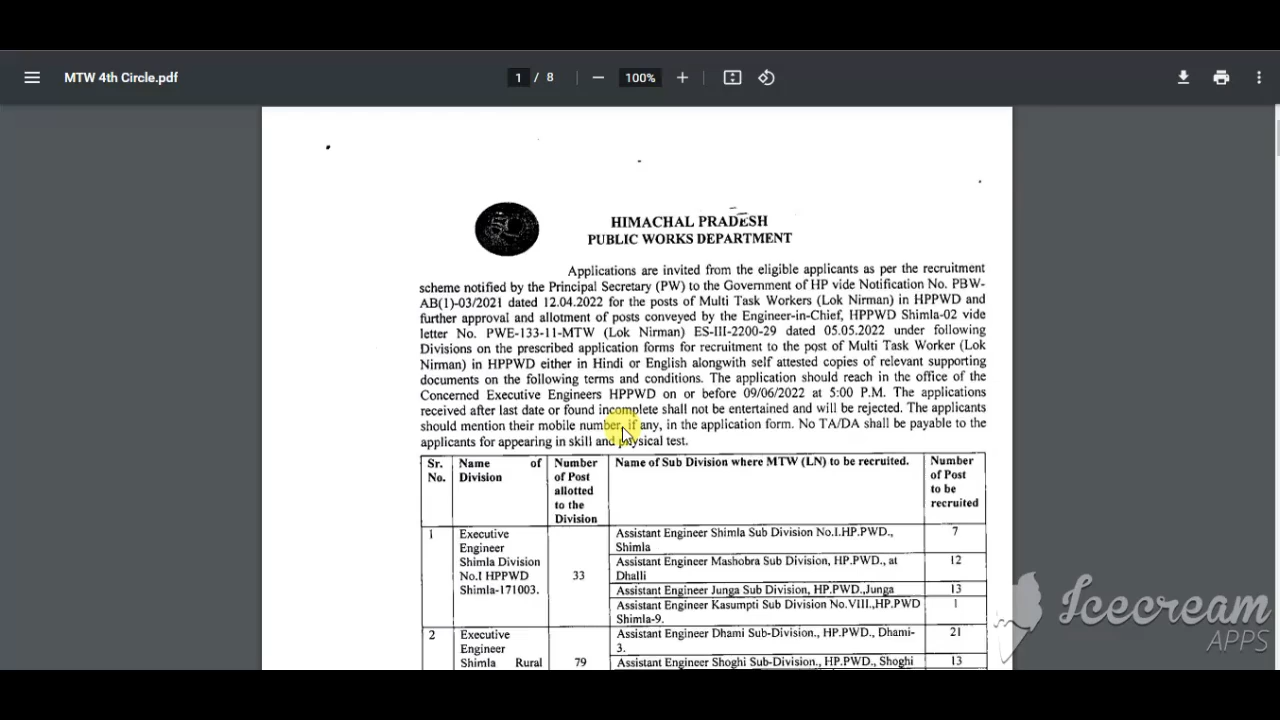 MTW 4th Circle.pdf
1 / 8
100%
HIMACHAL PRADESH
PUBLIC WORKS DEPARTMENT
Applications are invited from the eligible applicants as per the recruitment
scheme notified by the Principal Secretary (PW) to the Government of HP vide Notification No. PBW-
AB(1)-03/2021 dated 12.04.2022 for the posts of Multi Task Workers (Lok Nirman) in HPPWD and
further approval and allotment of posts conveyed by the Engineer-in-Chief, HPPWD Shimla-02 vide
letter No. PWE-133-11-MTW (Lok Nirman) ES-III-2200-29 dated 05.05.2022 under following
Divisions on the prescribed application forms for recruitment to the post of Multi Task Worker (Lok
Nirman) in HPPWD either in Hindi or English alongwith self attested copies of relevant supporting
documents on the following terms and conditions. The application should reach in the office of the
Concerned Executive Engineers HPPWD on or before 09/06/2022 at 5:00 P.M. The applications
received after last date or found incomplete shall not be entertained and will be rejected. The applicants
should mention their mobile number, if any, in the application form. No TA/DA shall be payable to the
applicants for appearing in skill and physical test.
Sr. No. Name of Division Number of Post allotted to the Division Name of Sub Division where MTW (LN) to be recruited. Number of Post to be recruited
1 Executive Engineer Shimla Division No.I HPPWD Shimla-171003. 33 Assistant Engineer Shimla Sub Division No.I.HP.PWD., Shimla 7
Assistant Engineer Mashobra Sub Division, HP.PWD., at Dhalli 12
Assistant Engineer Junga Sub Division, HP.PWD.,Junga 13
Assistant Engineer Kasumpti Sub Division No.VIII.,HP.PWD Shimla-9. 1
2 Executive Engineer Shimla Rural 79 Assistant Engineer Dhami Sub-Division., HP.PWD., Dhami-3. 21
Assistant Engineer Shoghi Sub-Division., HP.PWD., Shoghi 13
Icecream
APPS